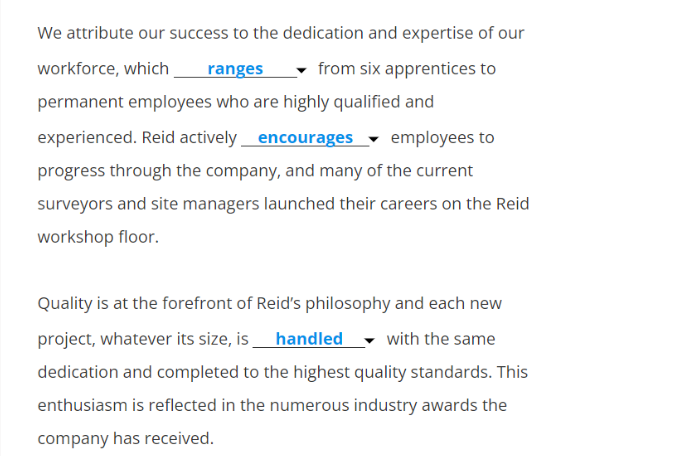 We attribute our success to the dedication and expertise of our
workforce, which ranges from six apprentices to
permanent employees who are highly qualified and
experienced. Reid actively encourages employees to
progress through the company, and many of the current
surveyors and site managers launched their careers on the Reid
workshop floor.
Quality is at the forefront of Reid’s philosophy and each new
project, whatever its size, is handled with the same
dedication and completed to the highest quality standards. This
enthusiasm is reflected in the numerous industry awards the
company has received.